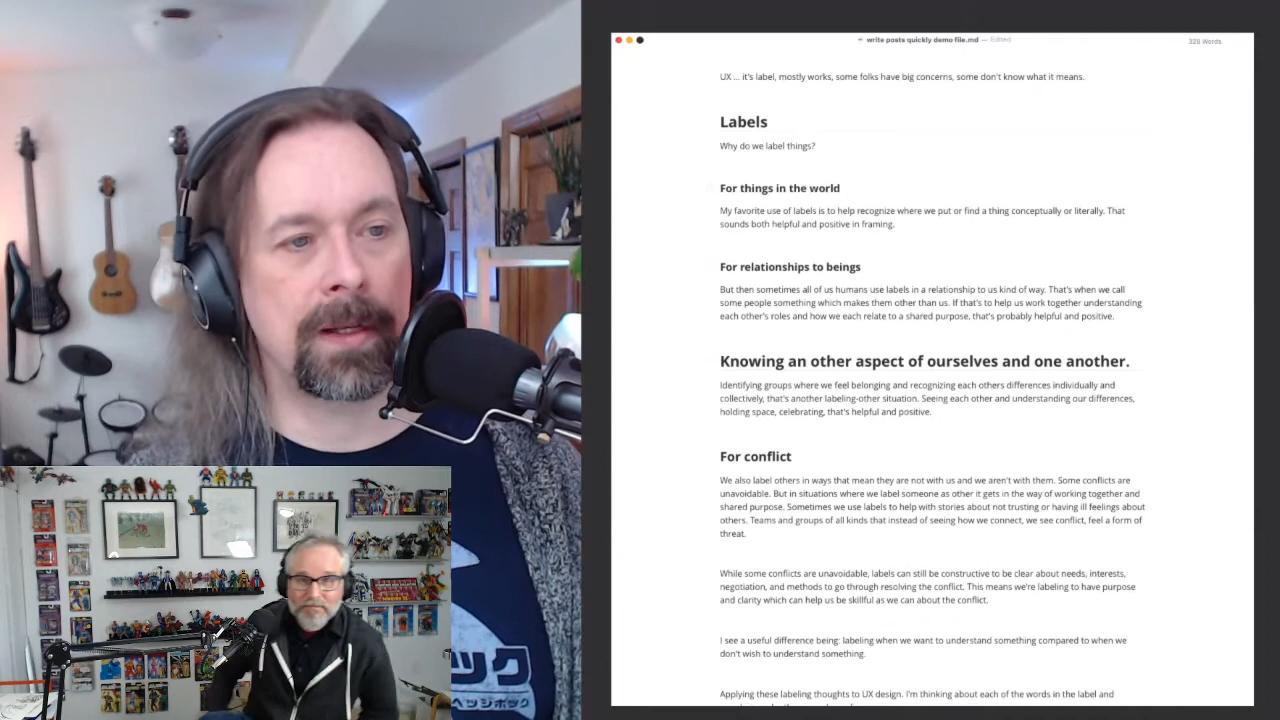 write posts quickly demo file.md — Edited
328 Words
UX ... it's label, mostly works, some folks have big concerns, some don't know what it means.
Labels
Why do we label things?
For things in the world
My favorite use of labels is to help recognize where we put or find a thing conceptually or literally. That
sounds both helpful and positive in framing.
For relationships to beings
But then sometimes all of us humans use labels in a relationship to us kind of way. That's when we call
some people something which makes them other than us. If that's to help us work together understanding
each other's roles and how we each relate to a shared purpose, that's probably helpful and positive.
Knowing an other aspect of ourselves and one another.
Identifying groups where we feel belonging and recognizing each others differences individually and
collectively, that's another labeling-other situation. Seeing each other and understanding our differences,
holding space, celebrating, that's helpful and positive.
For conflict
We also label others in ways that mean they are not with us and we aren't with them. Some conflicts are
unavoidable. But in situations where we label someone as other it gets in the way of working together and
shared purpose. Sometimes we use labels to help with stories about not trusting or having ill feelings about
others. Teams and groups of all kinds that instead of seeing how we connect, we see conflict, feel a form of
threat.
While some conflicts are unavoidable, labels can still be constructive to be clear about needs, interests,
negotiation, and methods to go through resolving the conflict. This means we're labeling to have purpose
and clarity which can help us be skillful as we can about the conflict.
I see a useful difference being: labeling when we want to understand something compared to when we
don't wish to understand something.
Applying these labeling thoughts to UX design. I'm thinking about each of the words in the label and
ック
ヘッジホッグ